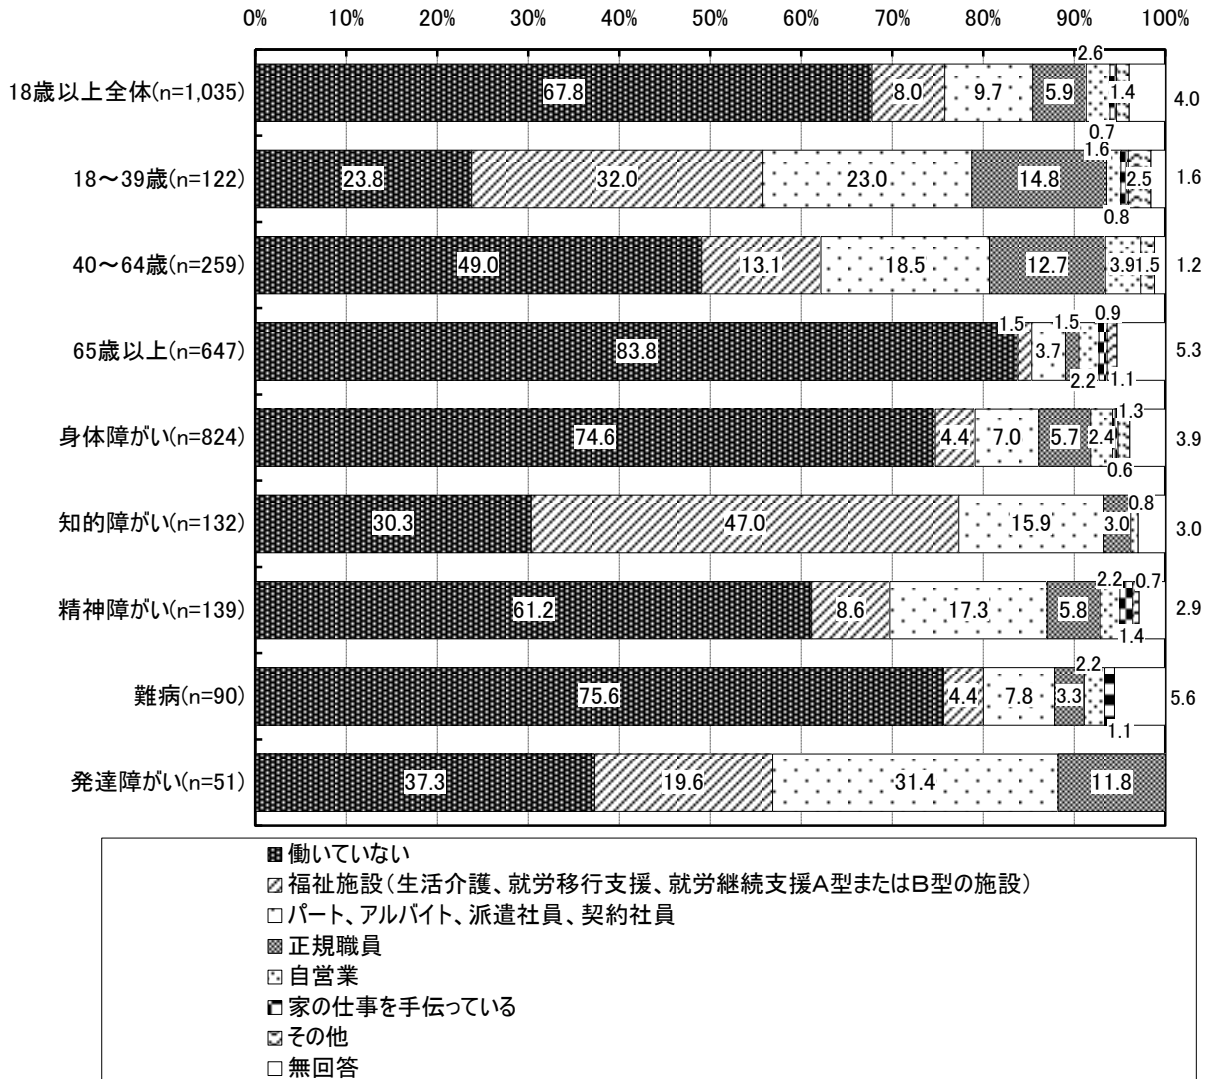 0% 10% 20% 30% 40% 50% 60% 70% 80% 90% 100%
2.6
18歳以上全体(n=1,035) 67.8 8.0 9.7 5.9 1.4 4.0
0.7
1.6
18～39歳(n=122) 23.8 32.0 23.0 14.8 2.5 1.6
0.8
40～64歳(n=259) 49.0 13.1 18.5 12.7 3.9 1.5 1.2
1.5 1.5 0.9
65歳以上(n=647) 83.8 3.7 5.3
2.2 1.1
1.3
身体障がい(n=824) 74.6 4.4 7.0 5.7 2.4 3.9
0.6
0.8
知的障がい(n=132) 30.3 47.0 15.9 3.0 3.0
2.2 0.7
精神障がい(n=139) 61.2 8.6 17.3 5.8 2.9
1.4
2.2
難病(n=90) 75.6 4.4 7.8 3.3 5.6
1.1
発達障がい(n=51) 37.3 19.6 31.4 11.8
働いていない
福祉施設（生活介護、就労移行支援、就労継続支援A型またはB型の施設）
パート、アルバイト、派遣社員、契約社員
正規職員
自営業
家の仕事を手伝っている
その他
無回答